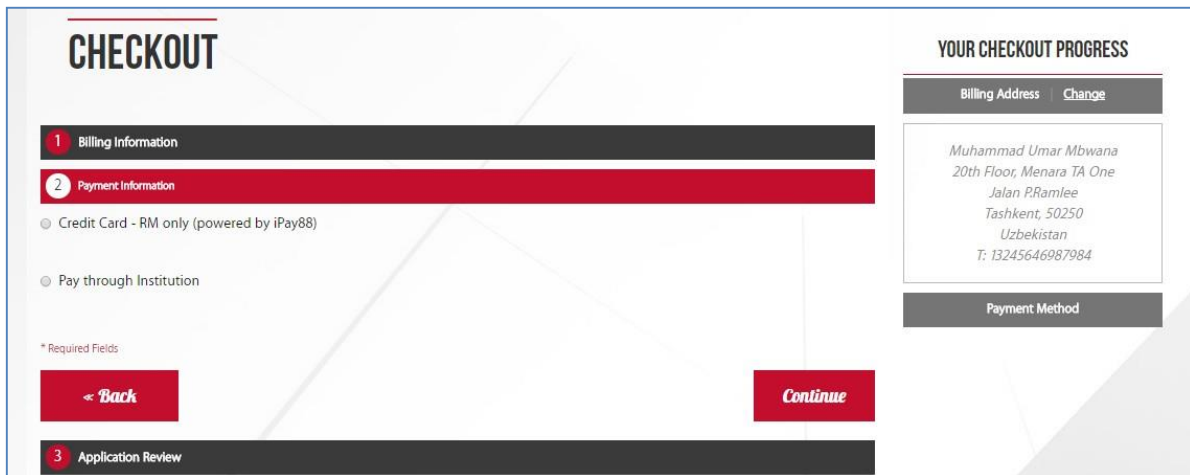 CHECKOUT
1 Billing Information
2 Payment Information
Credit Card - RM only (powered by iPay88)
Pay through Institution
* Required Fields
« Back
Continue
3 Application Review
YOUR CHECKOUT PROGRESS
Billing Address | Change
Muhammad Umar Mbwana
20th Floor, Menara TA One
Jalan P.Ramlee
Tashkent, 50250
Uzbekistan
T: 13245646987984
Payment Method